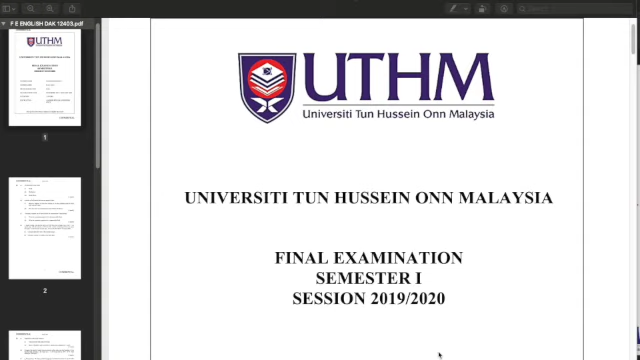 F E ENGLISH DAK 12403.pdf
Search
UTHM
Universiti Tun Hussein Onn Malaysia
UNIVERSITI TUN HUSSEIN ONN MALAYSIA
FINAL EXAMINATION
SEMESTER I
SESSION 2019/2020
1
2